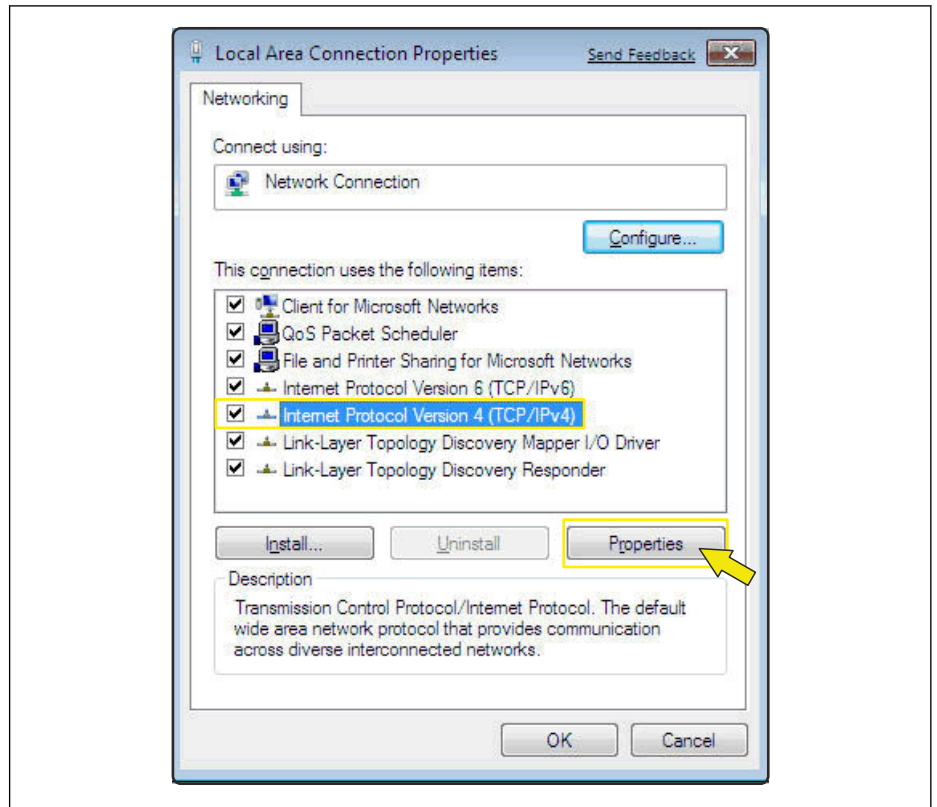 Local Area Connection Properties
Send Feedback
Networking
Connect using:
Network Connection
Configure...
This connection uses the following items:
Client for Microsoft Networks
QoS Packet Scheduler
File and Printer Sharing for Microsoft Networks
Internet Protocol Version 6 (TCP/IPv6)
Internet Protocol Version 4 (TCP/IPv4)
Link-Layer Topology Discovery Mapper I/O Driver
Link-Layer Topology Discovery Responder
Install...
Uninstall
Properties
Description
Transmission Control Protocol/Internet Protocol. The default
wide area network protocol that provides communication
across diverse interconnected networks.
OK
Cancel